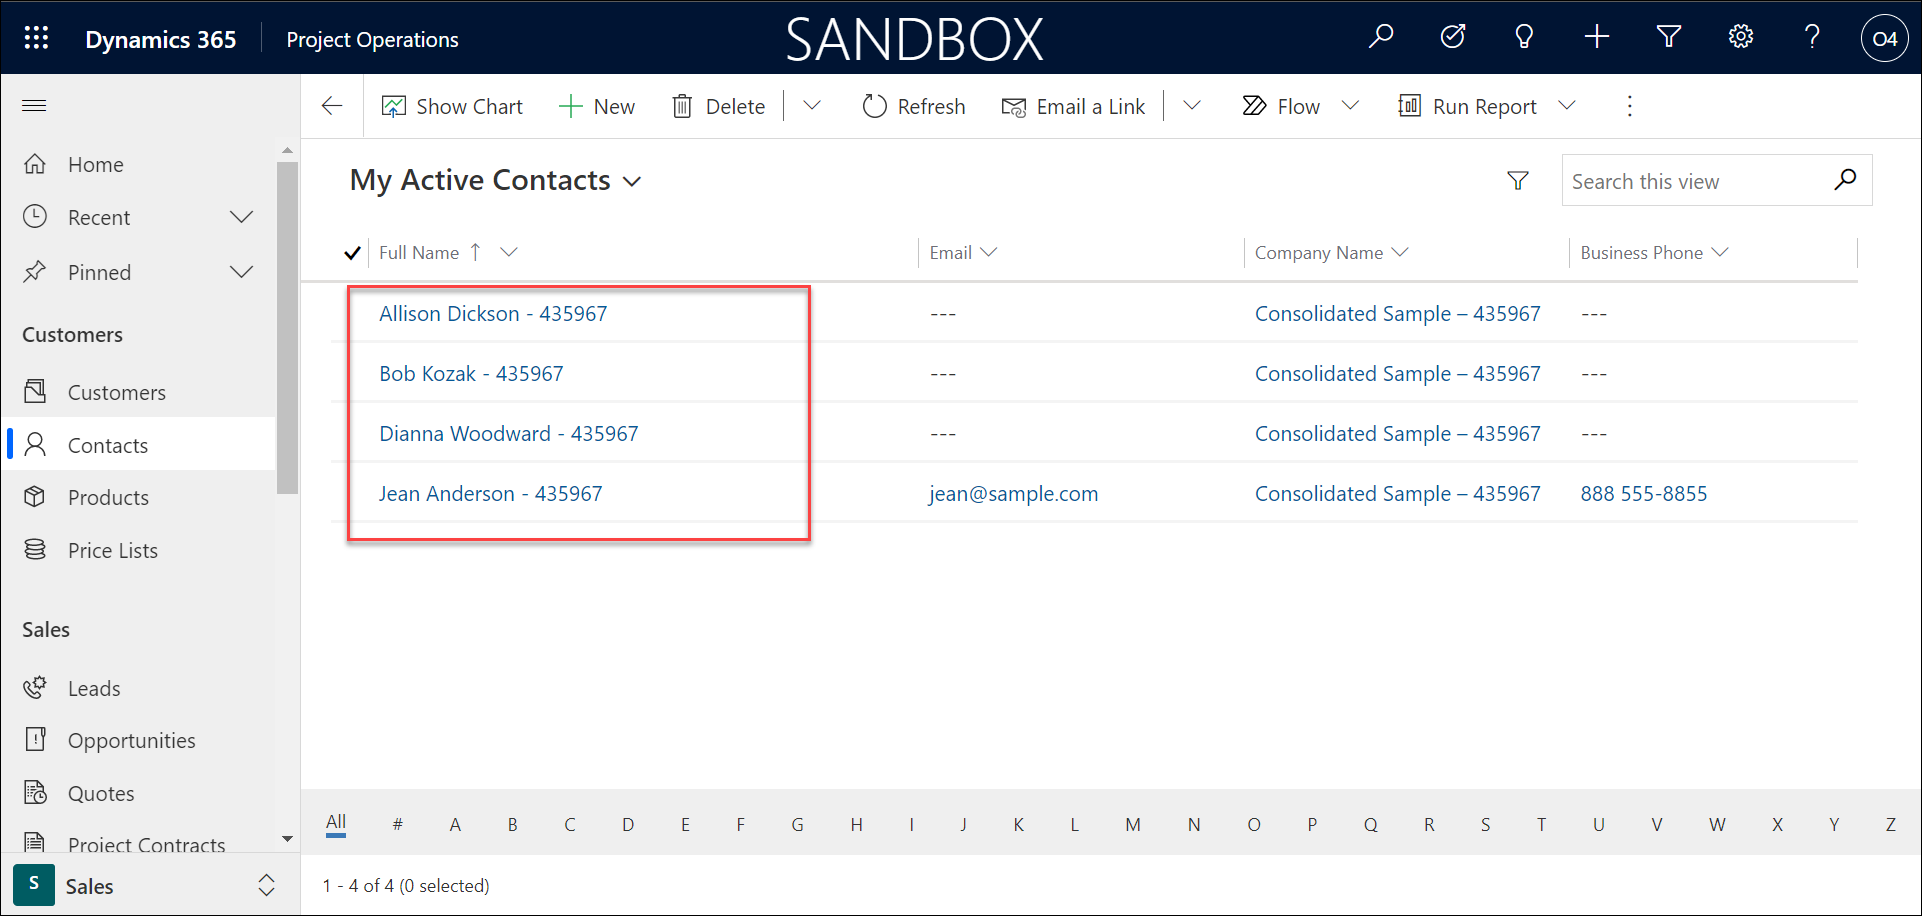 Dynamics 365 Project Operations SANDBOX O4
Show Chart New Delete Refresh Email a Link Flow Run Report
Home
Recent
Pinned
Customers
Customers
Contacts
Products
Price Lists
Sales
Leads
Opportunities
Quotes
Project Contracts
S Sales
My Active Contacts Search this view
Full Name Email Company Name Business Phone
Allison Dickson - 435967 --- Consolidated Sample – 435967 ---
Bob Kozak - 435967 --- Consolidated Sample – 435967 ---
Dianna Woodward - 435967 --- Consolidated Sample – 435967 ---
Jean Anderson - 435967 jean@sample.com Consolidated Sample – 435967 888 555-8855
All # A B C D E F G H I J K L M N O P Q R S T U V W X Y Z
1 - 4 of 4 (0 selected)